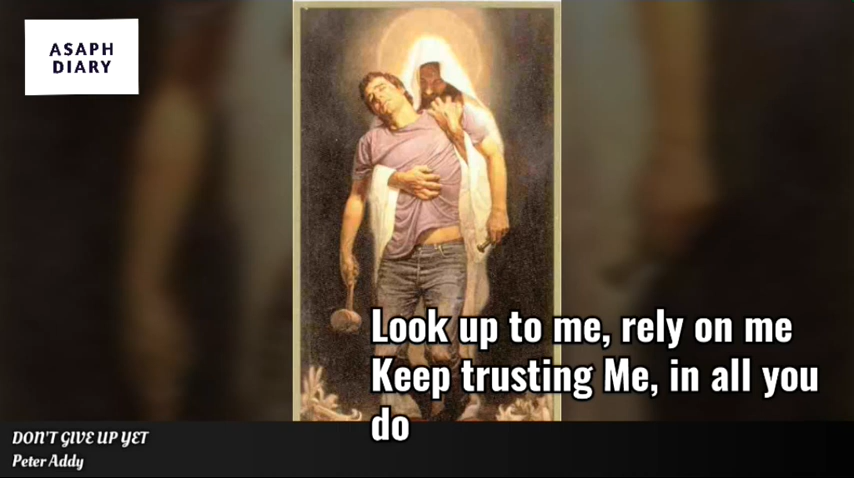 ASAPH
DIARY
Look up to me, rely on me
Keep trusting Me, in all you
do
DON'T GIVE UP YET
Peter Addy